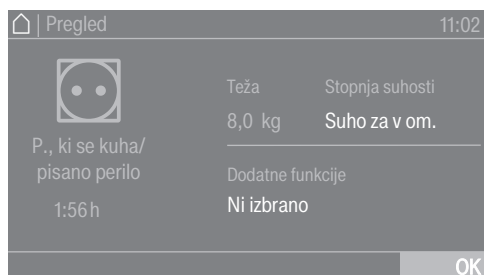 Pregled
11:02
Teža
Stopnja suhosti
8,0 kg
Suho za v om.
P., ki se kuha/
pisano perilo
1:56 h
Dodatne funkcije
Ni izbrano
OK